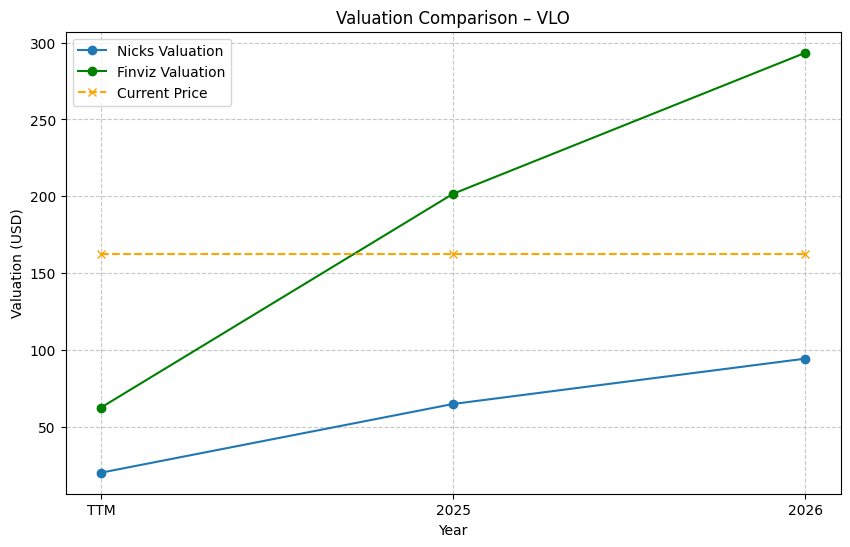 Valuation Comparison – VLO
Nicks Valuation
Finviz Valuation
Current Price
300
250
200
150
100
50
Valuation (USD)
TTM
2025
2026
Year